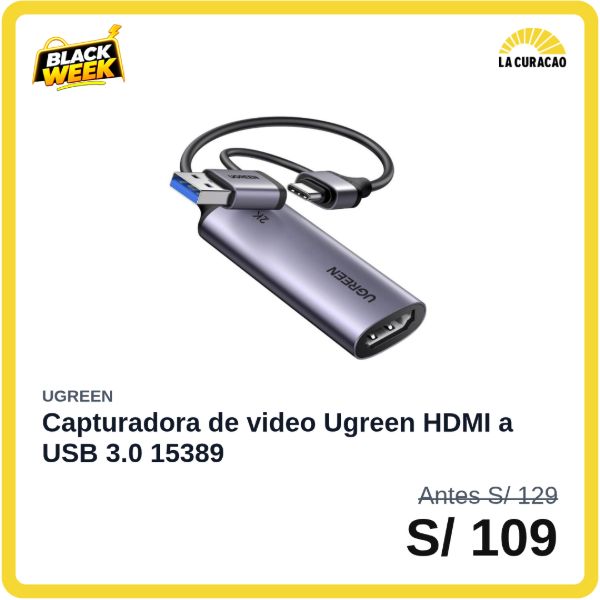 BLACK
WEEK
LA CURACAO
UGREEN
2K
UGREEN
UGREEN
Capturadora de video Ugreen HDMI a
USB 3.0 15389
Antes S/ 129
S/ 109